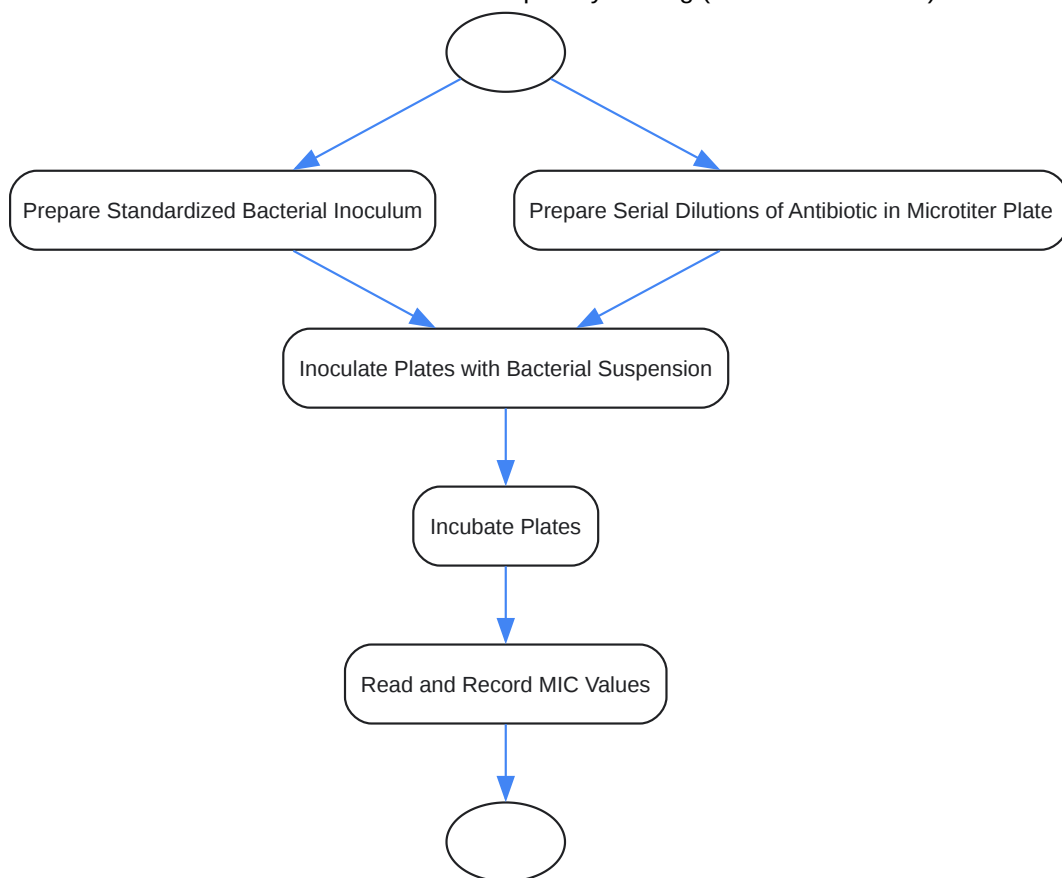 Prepare Standardized Bacterial Inoculum
Prepare Serial Dilutions of Antibiotic in Microtiter Plate
Inoculate Plates with Bacterial Suspension
Incubate Plates
Read and Record MIC Values